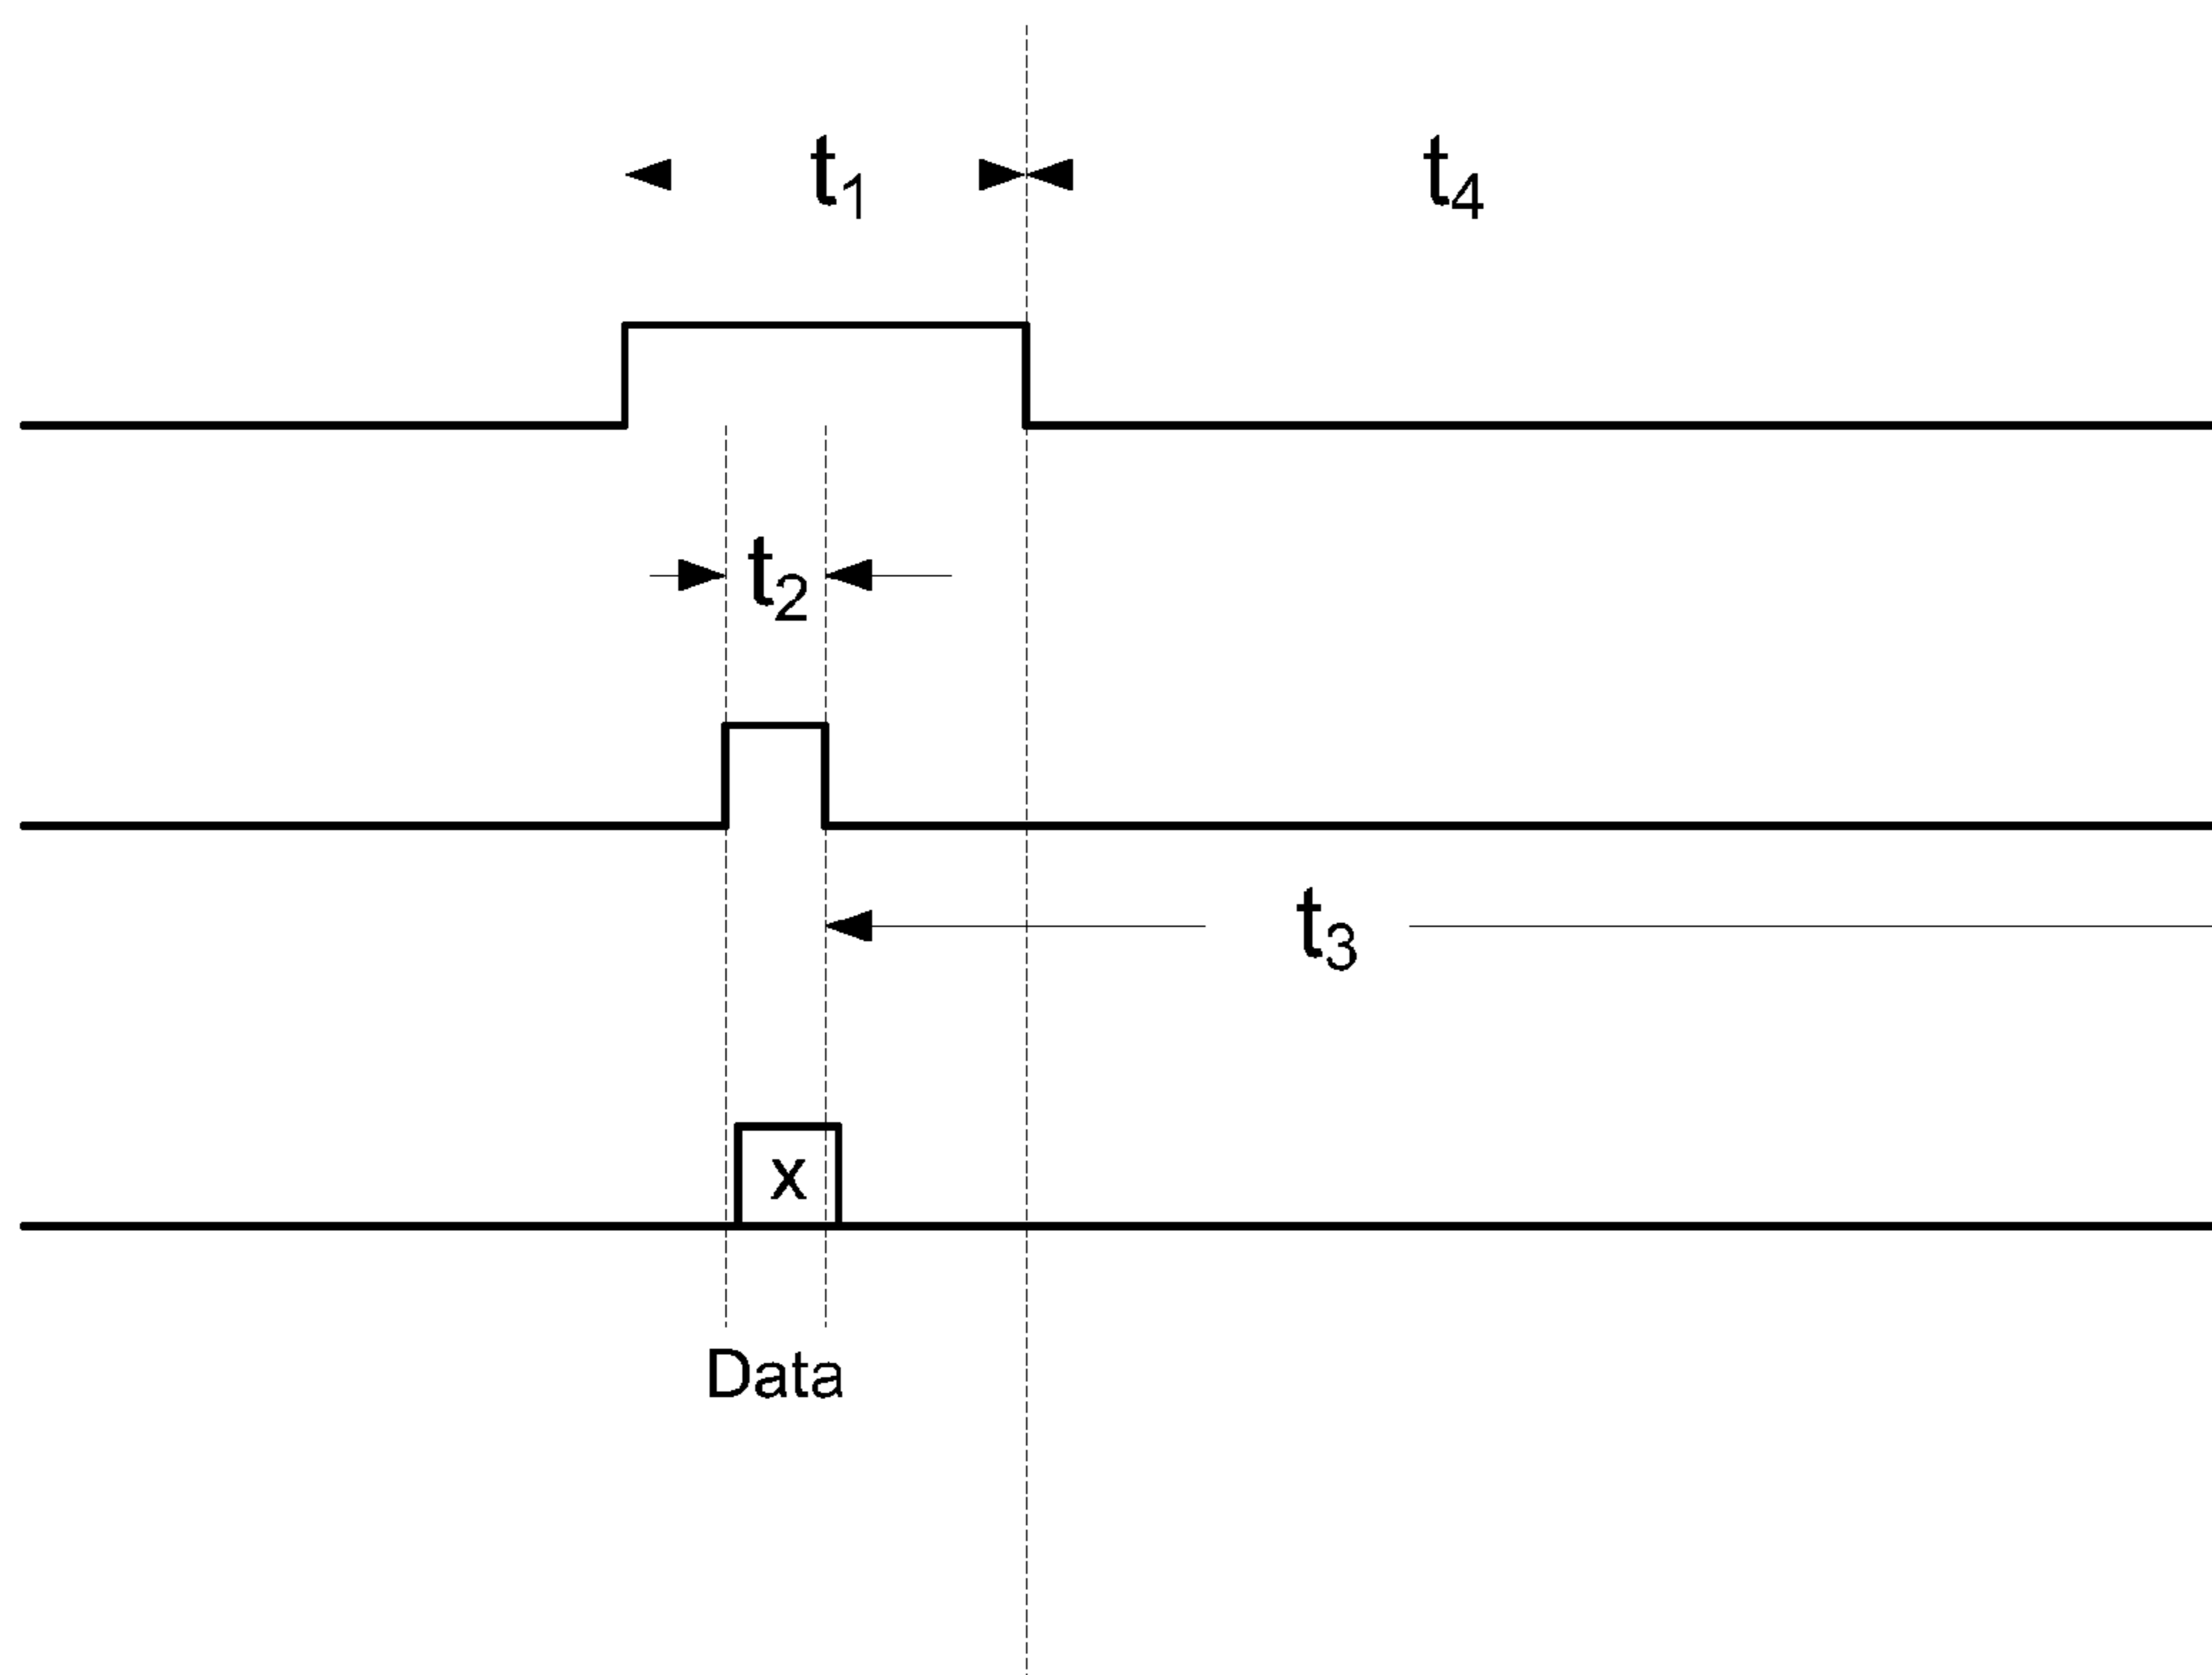 t₁ t₄
t₂
t₃
x
Data